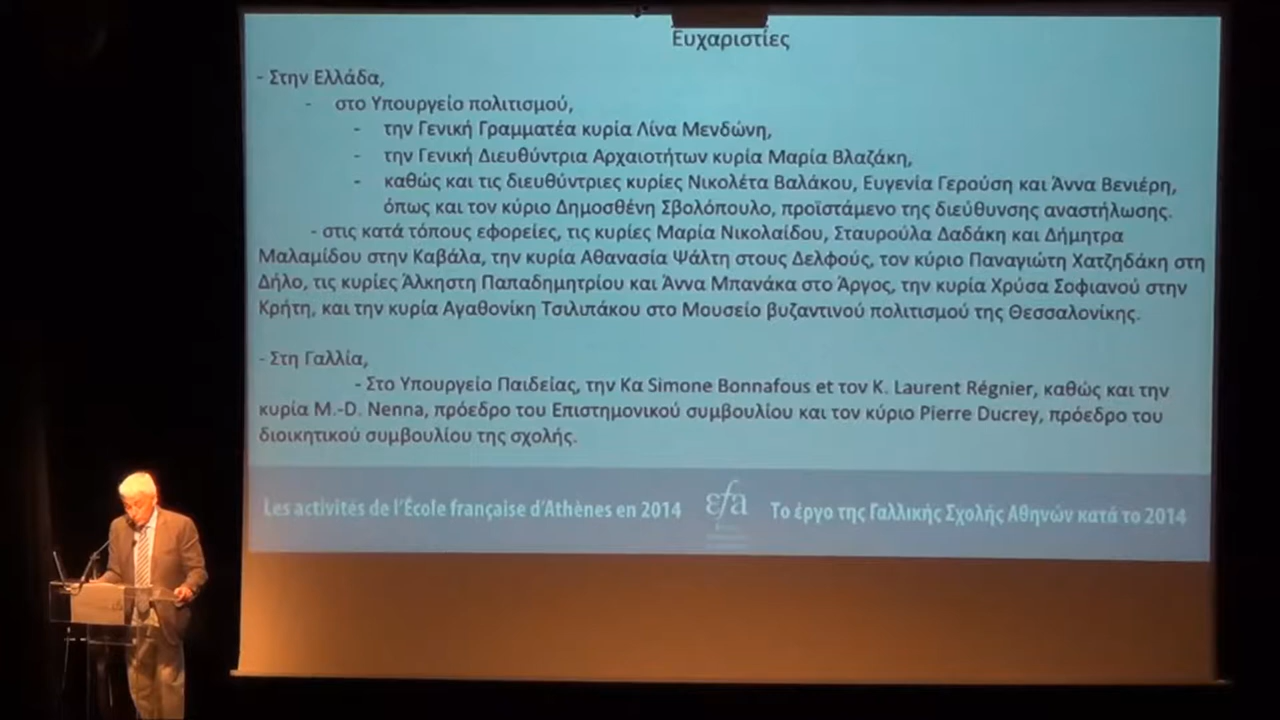 Ευχαριστίες
- Στην Ελλάδα,
- στο Υπουργείο πολιτισμού,
- την Γενική Γραμματέα κυρία Λίνα Μενδώνη,
- την Γενική Διευθύντρια Αρχαιοτήτων κυρία Μαρία Βλαζάκη,
- καθώς και τις διευθύντριες κυρίες Νικολέτα Βαλάκου, Ευγενία Γερούση και Άννα Βενιέρη,
όπως και τον κύριο Δημοσθένη Σβολόπουλο, προϊστάμενο της διεύθυνσης αναστήλωσης.
- στις κατά τόπους εφορείες, τις κυρίες Μαρία Νικολαίδου, Σταυρούλα Δαδάκη και Δήμητρα
Μαλαμίδου στην Καβάλα, την κυρία Αθανασία Ψάλτη στους Δελφούς, τον κύριο Παναγιώτη Χατζηδάκη στη
Δήλο, τις κυρίες Άλκηστη Παπαδημητρίου και Άννα Μπανάκα στο Άργος, την κυρία Χρύσα Σοφιανού στην
Κρήτη, και την κυρία Αγαθονίκη Τσιλιπάκου στο Μουσείο βυζαντινού πολιτισμού της Θεσσαλονίκης.
- Στη Γαλλία,
- Στο Υπουργείο Παιδείας, την Κα Simone Bonnafous et τον Κ. Laurent Régnier, καθώς και την
κυρία M.-D. Nenna, πρόεδρο του Επιστημονικού συμβουλίου και τον κύριο Pierre Ducrey, πρόεδρο του
διοικητικού συμβουλίου της σχολής.
Les activités de l'École française d'Athènes en 2014 εfa Το έργο της Γαλλικής Σχολής Αθηνών κατά το 2014